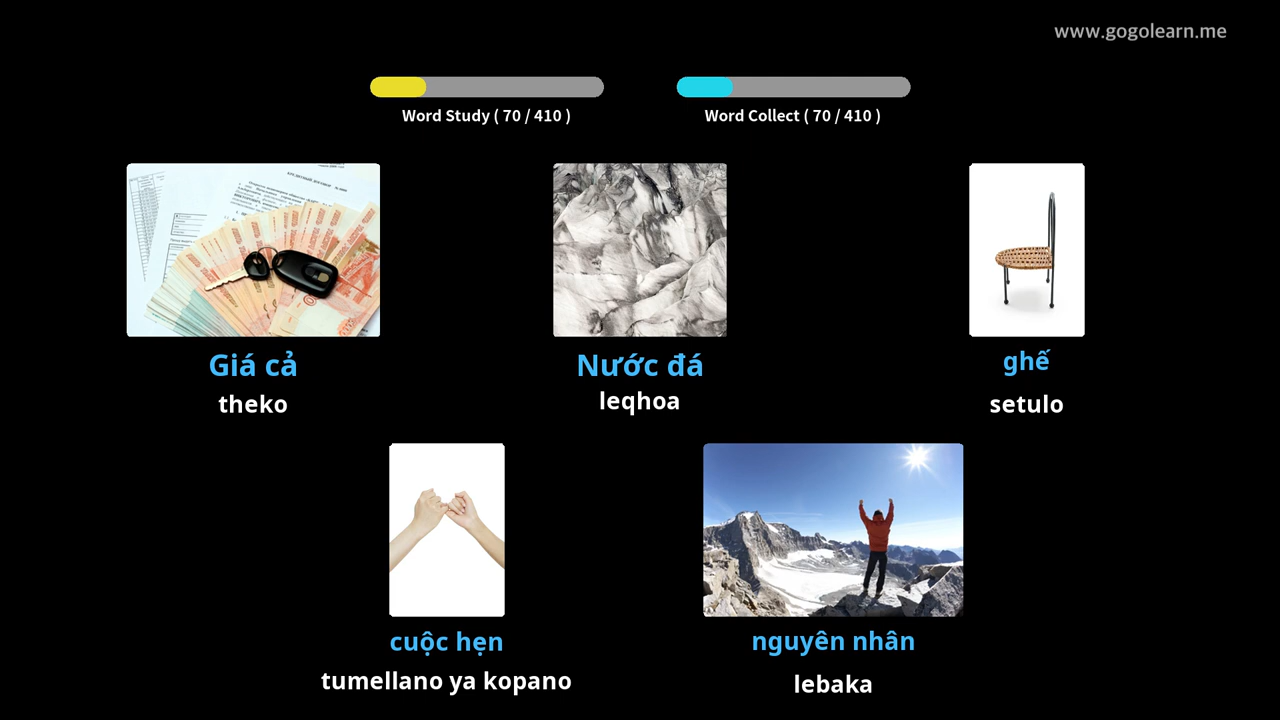 www.gogolearn.me
Word Study ( 70 / 410 )
Word Collect ( 70 / 410 )
Giá cả
theko
Nước đá
leqhoa
ghế
setulo
cuộc hẹn
tumellano ya kopano
nguyên nhân
lebaka